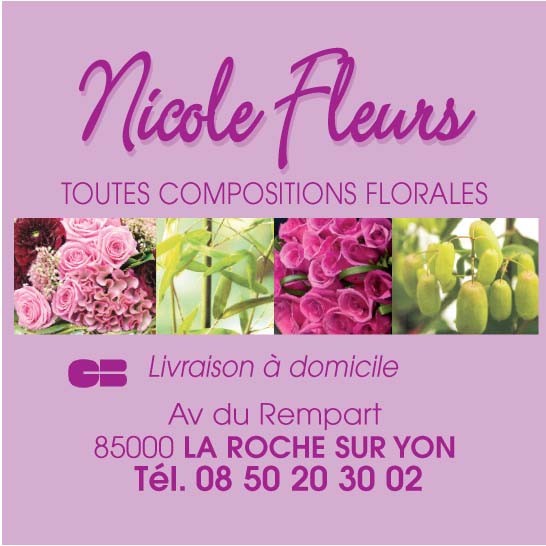 Nicole Fleurs
TOUTES COMPOSITIONS FLORALES
CB Livraison à domicile
Av du Rempart
85000 LA ROCHE SUR YON
Tél. 08 50 20 30 02